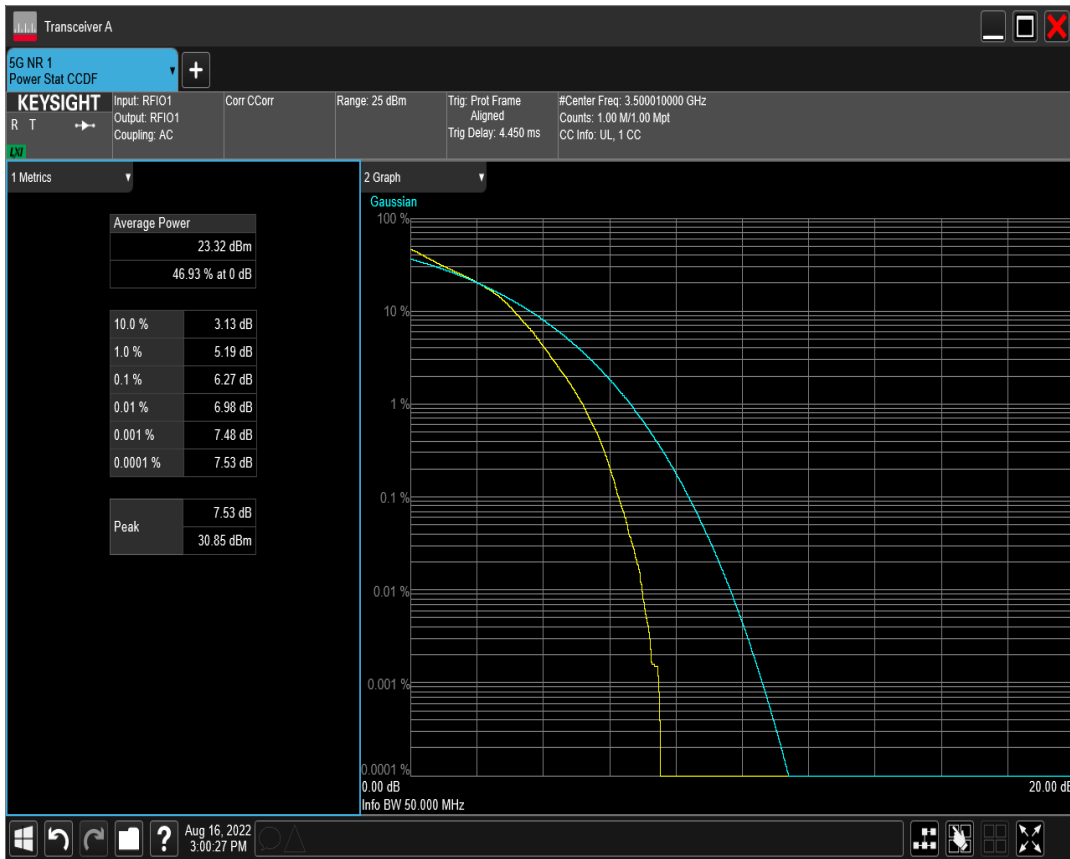 Transceiver A
5G NR 1
Power Stat CCDF
+
KEYSIGHT
R T
LXI
Input: RFIO1
Output: RFIO1
Coupling: AC
Corr CCorr
Range: 25 dBm
Trig: Prot Frame
Aligned
Trig Delay: 4.450 ms
#Center Freq: 3.500010000 GHz
Counts: 1.00 M/1.00 Mpt
CC Info: UL, 1 CC
1 Metrics
Average Power
23.32 dBm
46.93 % at 0 dB
10.0 % 3.13 dB
1.0 % 5.19 dB
0.1 % 6.27 dB
0.01 % 6.98 dB
0.001 % 7.48 dB
0.0001 % 7.53 dB
Peak 7.53 dB
30.85 dBm
2 Graph
Gaussian
100 %
10 %
1 %
0.1 %
0.01 %
0.001 %
0.0001 %
0.00 dB 20.00 dB
Info BW 50.000 MHz
? Aug 16, 2022
3:00:27 PM